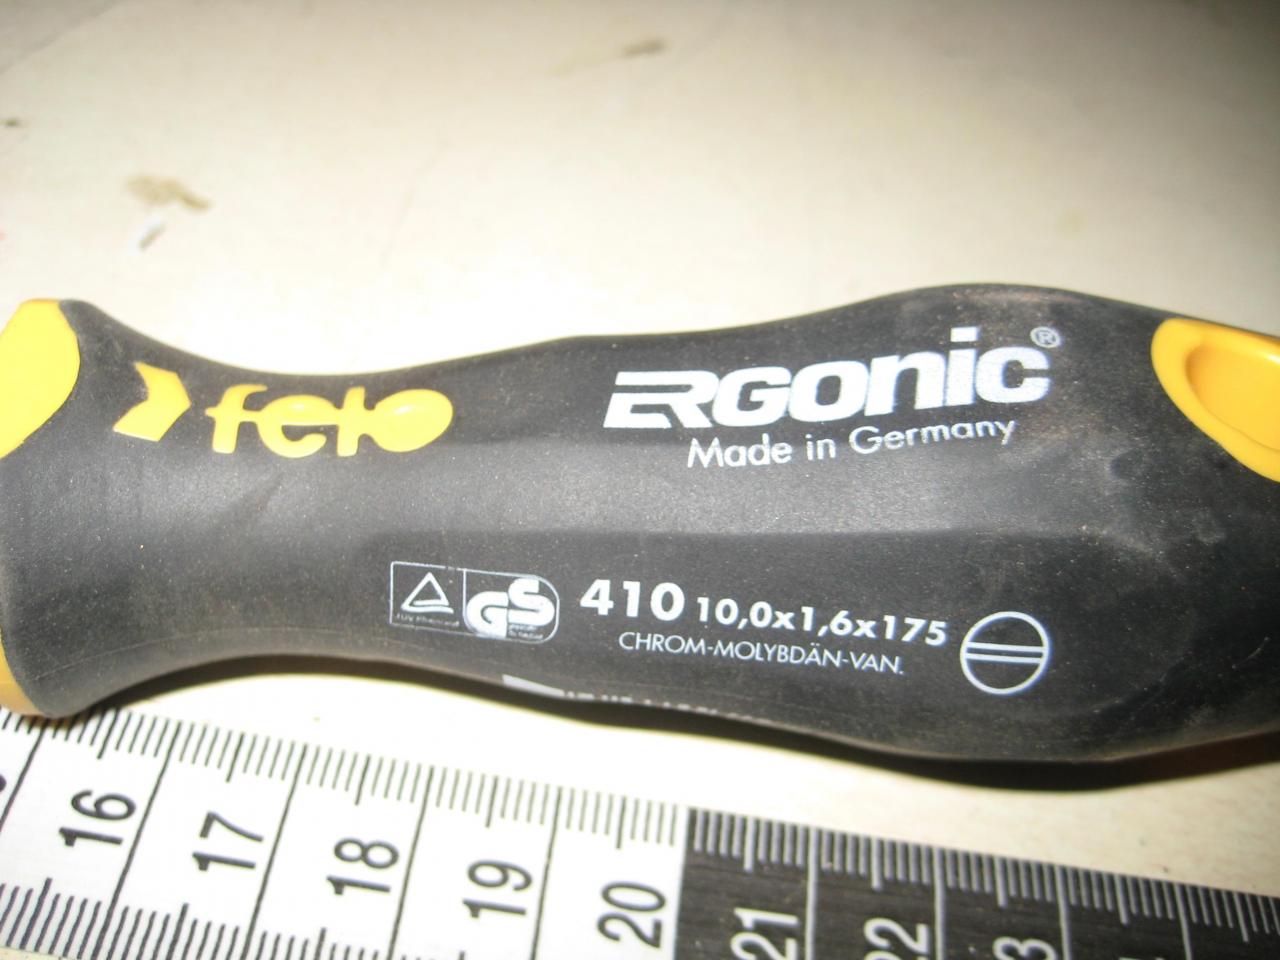 felo
ERGONIC®
Made in Germany
GS
410 10,0x1,6x175
CHROM-MOLYBDÄN-VAN.
16 17 18 19 20 21 22